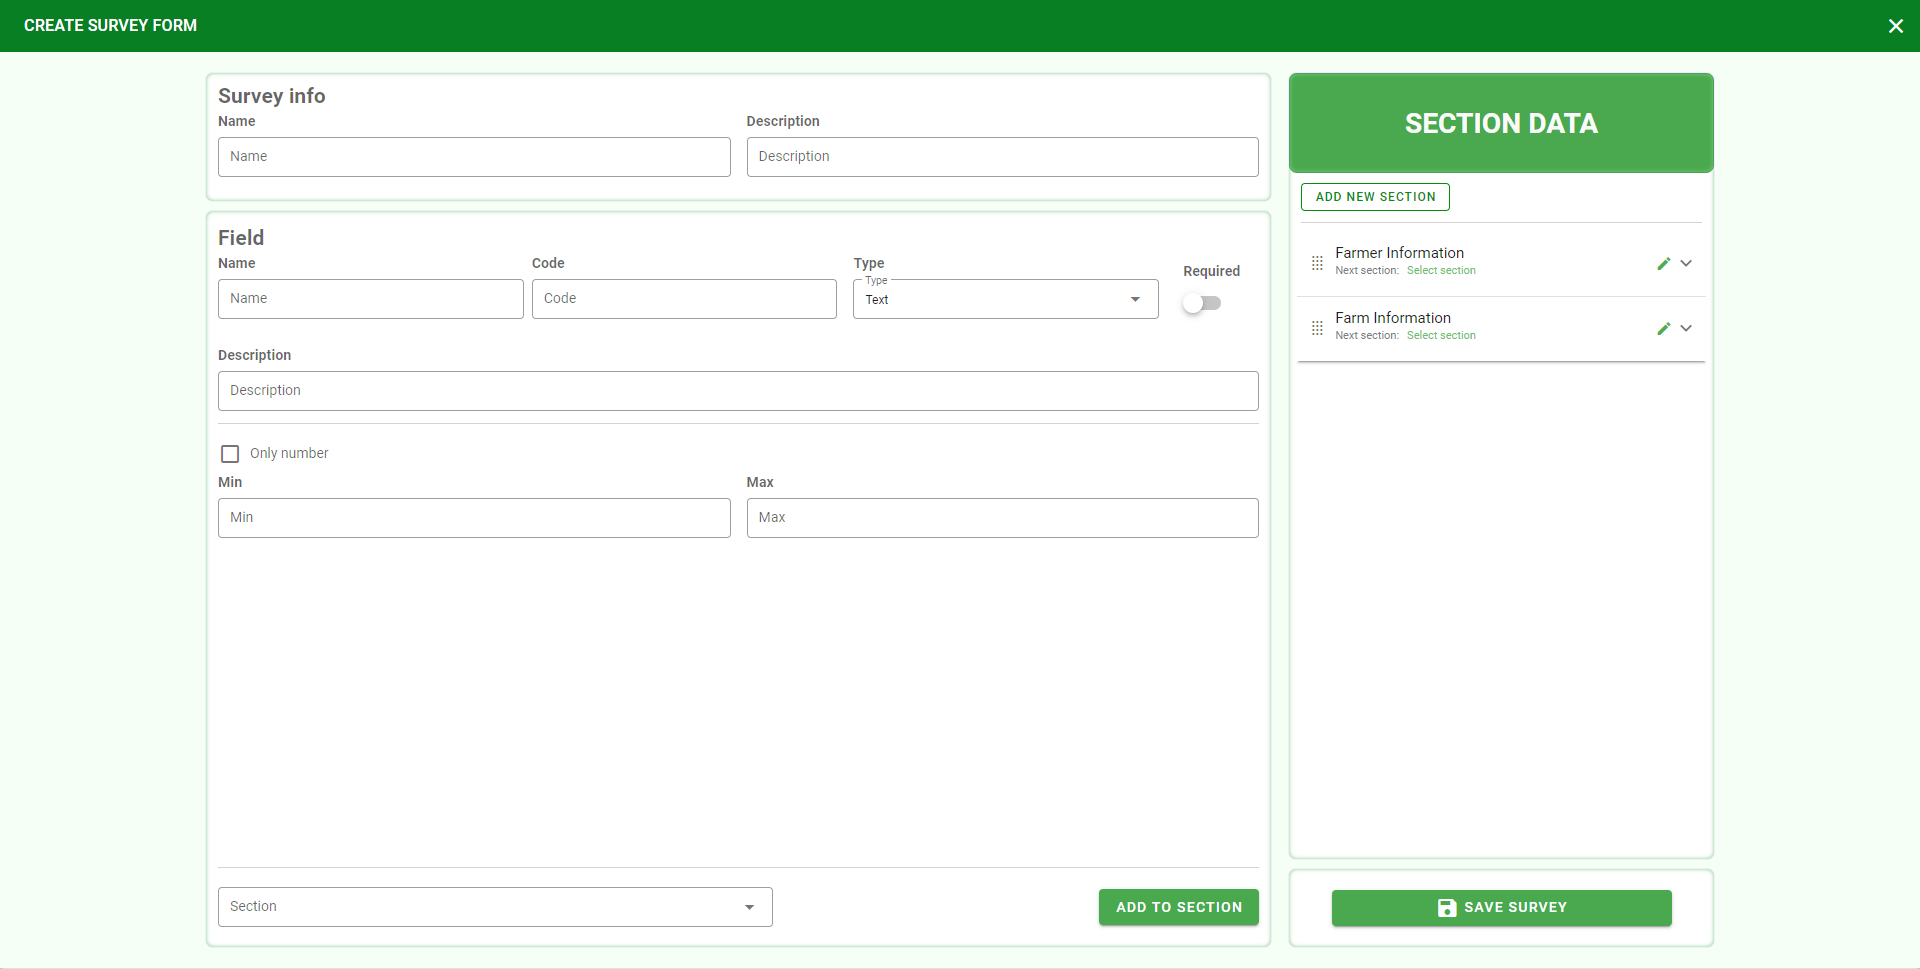 CREATE SURVEY FORM
Survey info
Name Description
Name Description
Field
Name Code Type Required
Name Code Type
Text
Description
Description
Only number
Min Max
Min Max
Section ADD TO SECTION
SECTION DATA
ADD NEW SECTION
Farmer Information
Next section: Select section
Farm Information
Next section: Select section
SAVE SURVEY